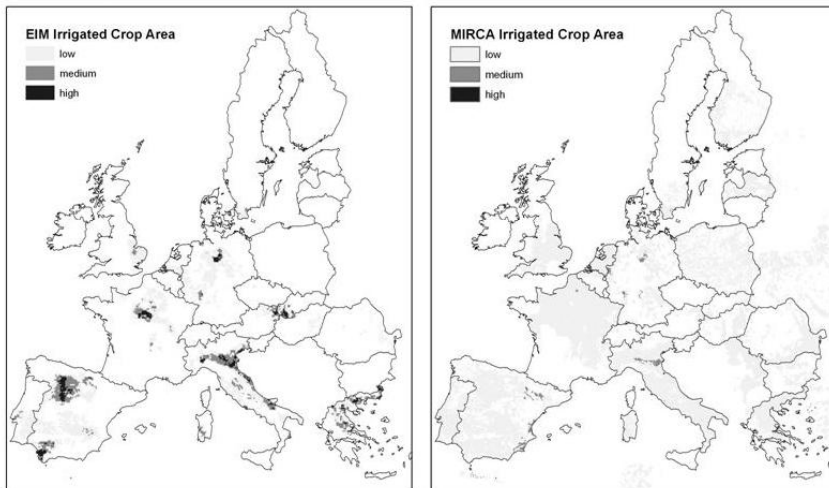 EIM Irrigated Crop Area
low
medium
high
MIRCA Irrigated Crop Area
low
medium
high